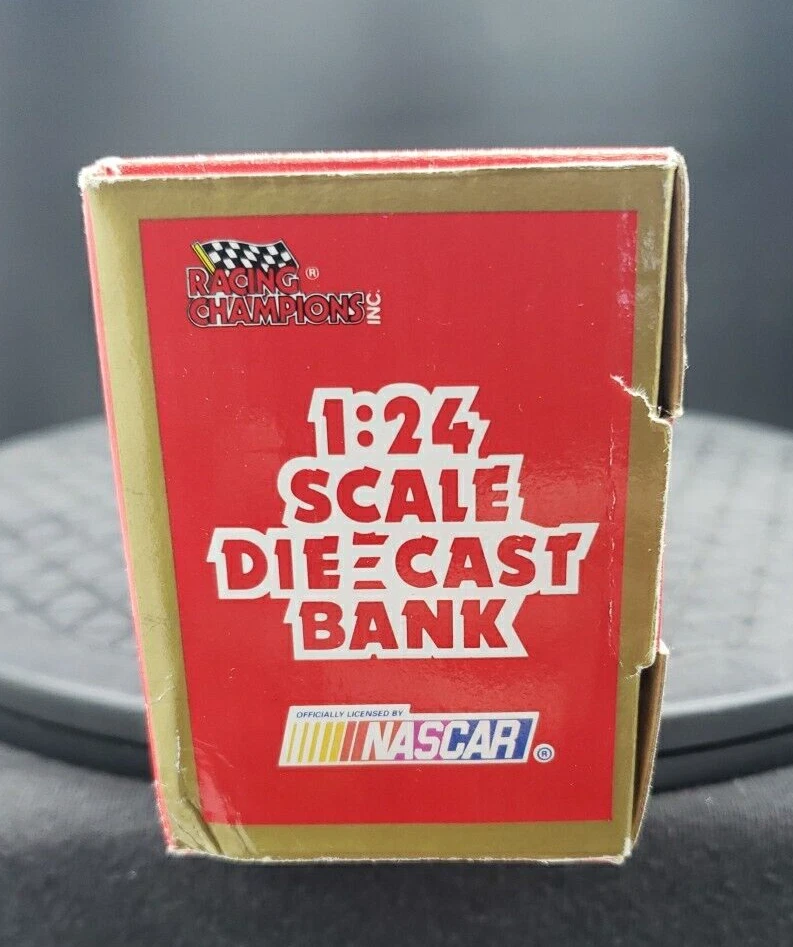 RACING ®
CHAMPIONS INC.
1:24
SCALE
DIE-CAST
BANK
OFFICIALLY LICENSED BY
NASCAR ®